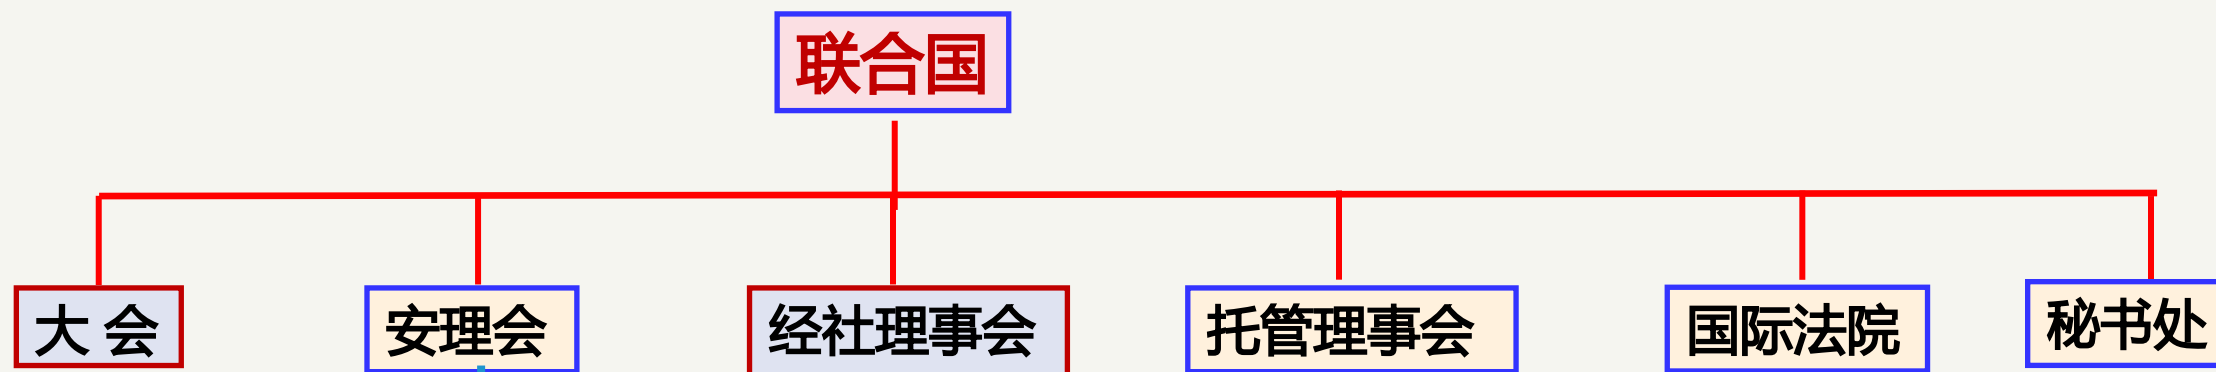 联合国
大 会
安理会
经社理事会
托管理事会
国际法院
秘书处